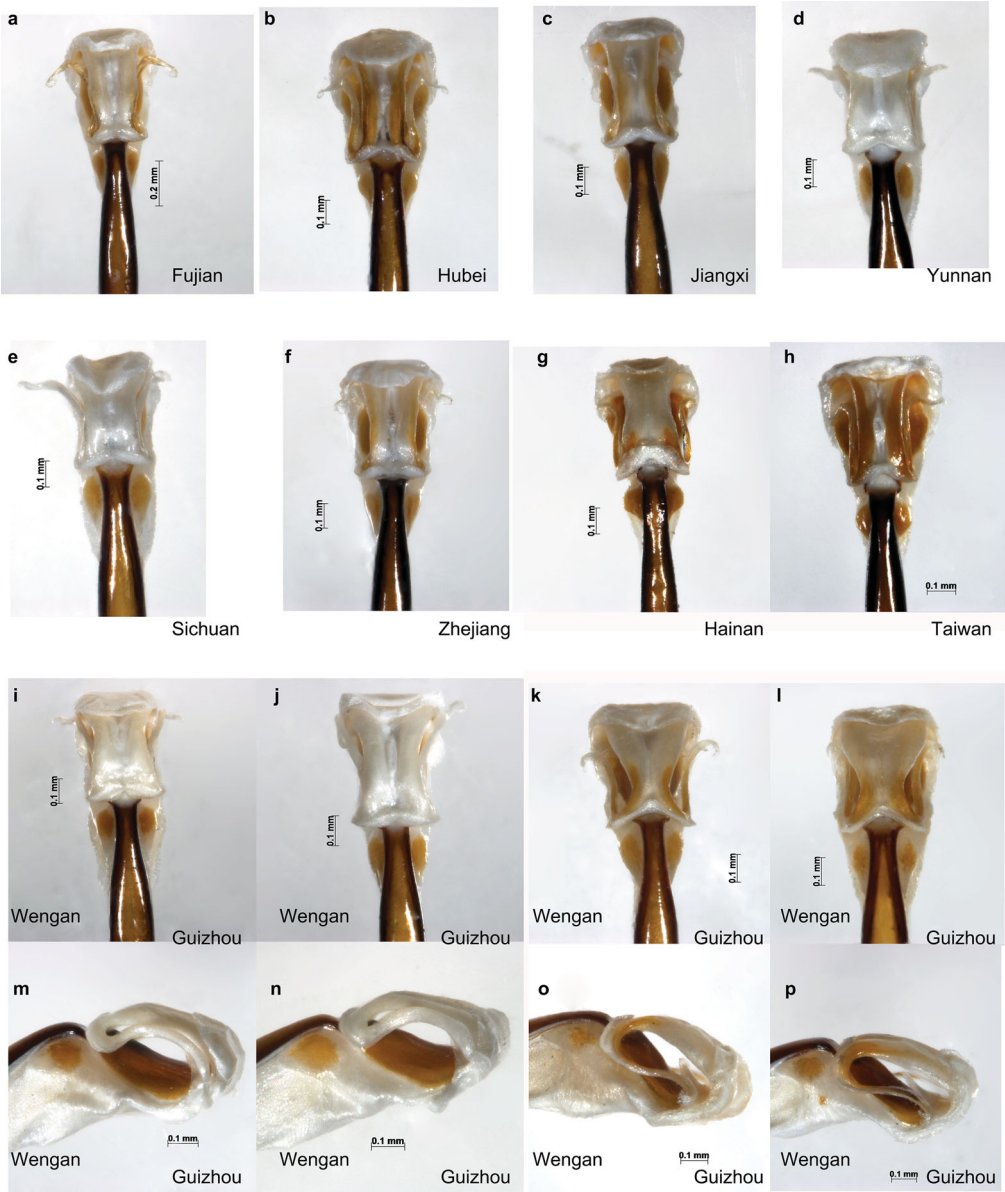 a
b
c
d
0.2 mm
0.1 mm
0.1 mm
0.1 mm
Fujian
Hubei
Jiangxi
Yunnan
e
f
g
h
0.1 mm
0.1 mm
0.1 mm
0.1 mm
Sichuan
Zhejiang
Hainan
Taiwan
i
j
k
l
0.1 mm
0.1 mm
0.1 mm
0.1 mm
Wengan
Guizhou
Wengan
Guizhou
Wengan
Guizhou
Wengan
Guizhou
m
n
o
p
0.1 mm
0.1 mm
0.1 mm
0.1 mm
Wengan
Guizhou
Wengan
Guizhou
Wengan
Guizhou
Wengan
Guizhou